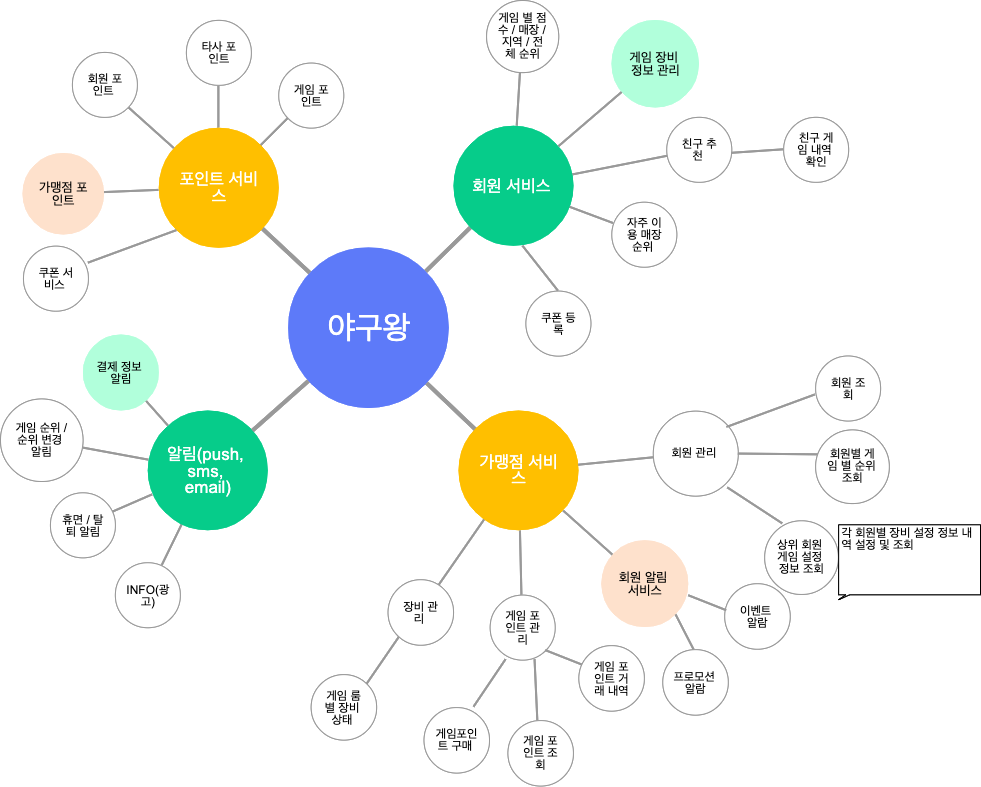 게임 별 점
수 / 매장 /
지역 / 전
체 순위
타사 포
인트
게임 장비
정보 관리
회원 포
인트
게임 포
인트
친구 추
천
친구 게
임 내역
확인
포인트 서비
스
회원 서비스
가맹점 포
인트
자주 이
용 매장
순위
쿠폰 서
비스
쿠폰 등
록
야구왕
결제 정보
알림
회원 조
회
게임 순위 /
순위 변경
알림
알림(push,
sms,
email)
가맹점 서비
스
회원 관리
회원별 게
임 별 순위
조회
휴면 / 탈
퇴 알림
상위 회원
게임 설정
정보 조회
각 회원별 장비 설정 정보 내
역 설정 및 조회
INFO(광
고)
회원 알림
서비스
장비 관
리
게임 포
인트 관
리
이벤트
알람
게임 룸
별 장비
상태
게임 포
인트 거
래 내역
프로모션
알람
게임포인
트 구매
게임 포
인트 조
회